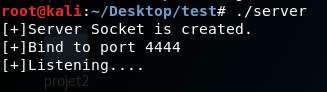 root@kali:~/Desktop/test# ./server
[+]Server Socket is created.
[+]Bind to port 4444
[+]Listening....
projet2